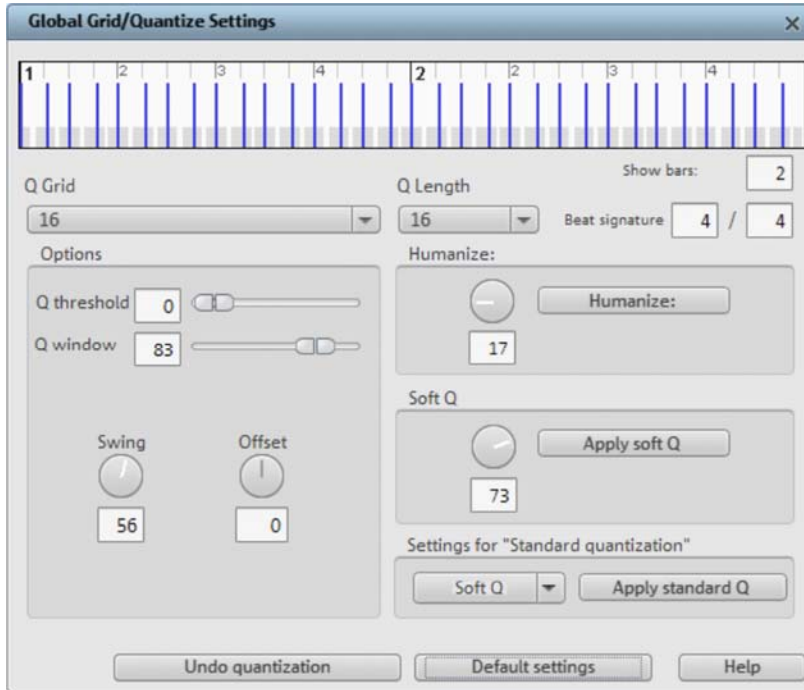 Global Grid/Quantize Settings
1 2 3 4 2 2 3 4
Show bars: 2
Q Grid Q Length
16 16 Beat signature 4 / 4
Options Humanize:
Q threshold 0 Humanize:
Q window 83 17
Soft Q
Swing Offset Apply soft Q
56 0 73
Settings for "Standard quantization"
Soft Q Apply standard Q
Undo quantization Default settings Help